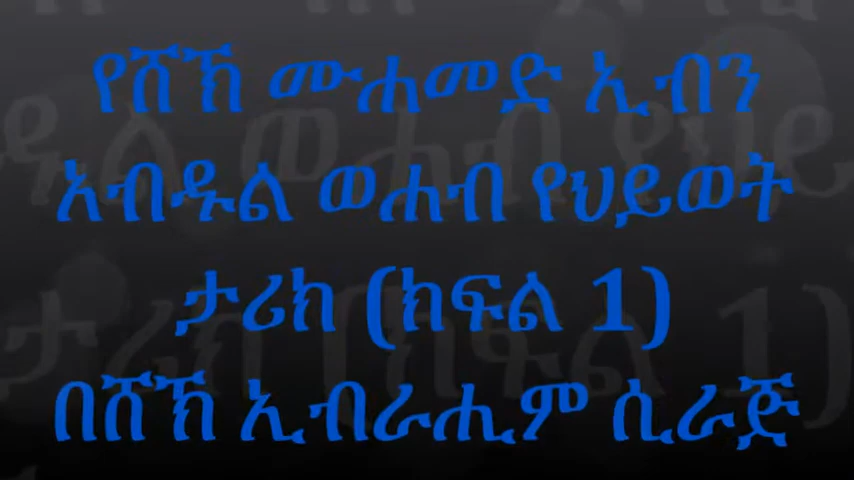 የሸኽ ሙሐመድ ኢብን
አብዱል ወሐብ የህይወት
ታሪክ (ክፍል 1)
በሸኽ ኢብራሒም ሲራጅ